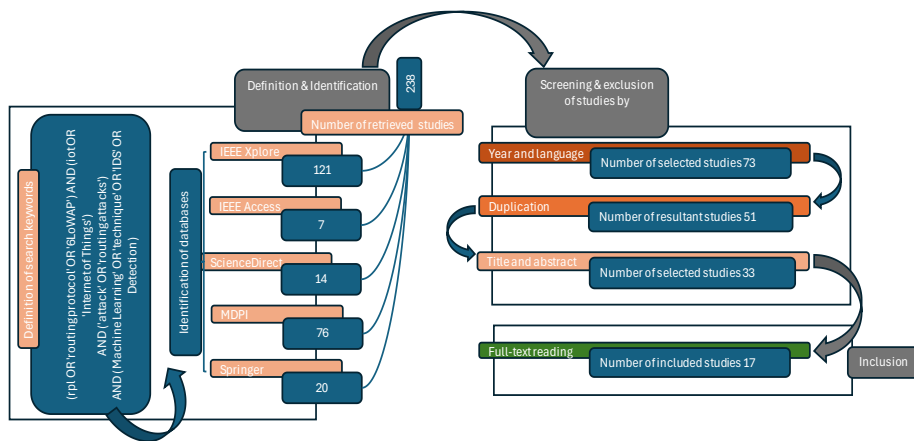 Definition & Identification
238
Number of retrieved studies
Definition of search keywords
(rpl OR 'routing protocol' OR '6LoWAP') AND (Iot OR
'Internet of Things')
AND ('attack' OR 'routing attacks')
AND (Machine Learning' OR 'technique' OR 'IDS' OR
Detection)
Identification of databases
IEEE Xplore
121
IEEE Access
7
ScienceDirect
14
MDPI
76
Springer
20
Screening & exclusion
of studies by
Year and language
Number of selected studies 73
Duplication
Number of resultant studies 51
Title and abstract
Number of selected studies 33
Full-text reading
Number of included studies 17
Inclusion